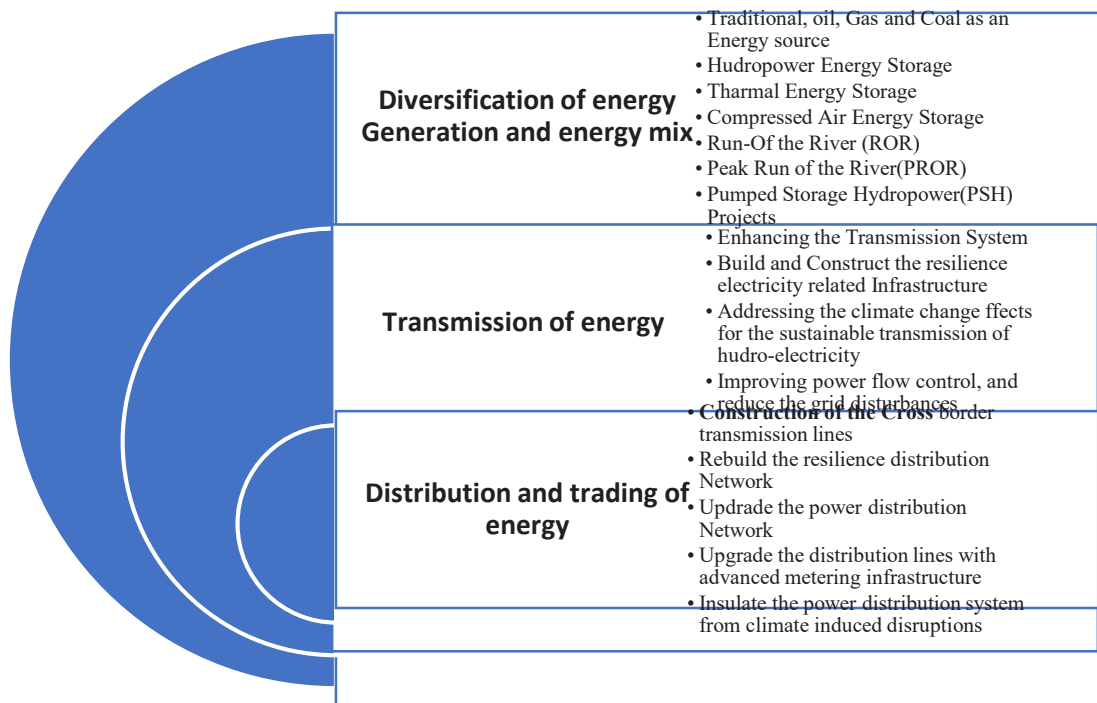 Diversification of energy
Generation and energy mix
• Traditional, oil, Gas and Coal as an
Energy source
• Hudropower Energy Storage
• Tharmal Energy Storage
• Compressed Air Energy Storage
• Run-Of the River (ROR)
• Peak Run of the River(PROR)
• Pumped Storage Hydropower(PSH)
Projects
Transmission of energy
• Enhancing the Transmission System
• Build and Construct the resilience
electricity related Infrastructure
• Addressing the climate change ffects
for the sustainable transmission of
hudro-electricity
• Improving power flow control, and
reduce the grid disturbances
Distribution and trading of
energy
• Construction of the Cross border
transmission lines
• Rebuild the resilience distribution
Network
• Updrade the power distribution
Network
• Upgrade the distribution lines with
advanced metering infrastructure
• Insulate the power distribution system
from climate induced disruptions